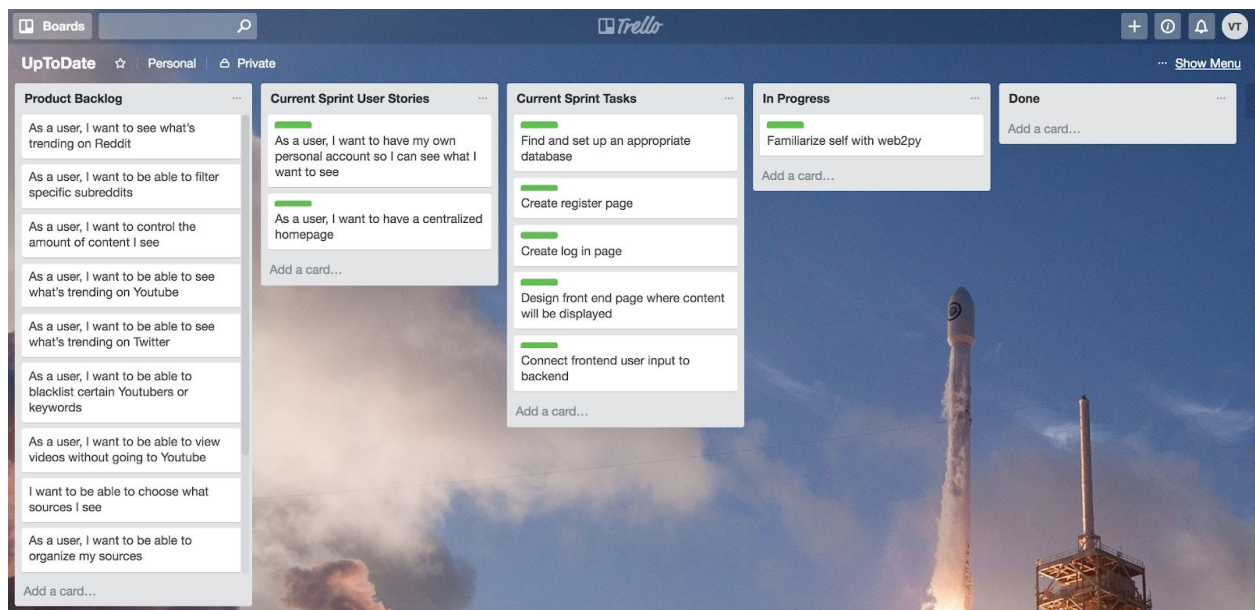 Boards
Trello
VT
UpToDate
Personal
Private
... Show Menu
Product Backlog
...
As a user, I want to see what's
trending on Reddit
As a user, I want to be able to filter
specific subreddits
As a user, I want to control the
amount of content I see
As a user, I want to be able to see
what's trending on Youtube
As a user, I want to be able to see
what's trending on Twitter
As a user, I want to be able to
blacklist certain Youtubers or
keywords
As a user, I want to be able to view
videos without going to Youtube
I want to be able to choose what
sources I see
As a user, I want to be able to
organize my sources
Add a card...
Current Sprint User Stories
...
As a user, I want to have my own
personal account so I can see what I
want to see
As a user, I want to have a centralized
homepage
Add a card...
Current Sprint Tasks
...
Find and set up an appropriate
database
Create register page
Create log in page
Design front end page where content
will be displayed
Connect frontend user input to
backend
Add a card...
In Progress
...
Familiarize self with web2py
Add a card...
Done
...
Add a card...